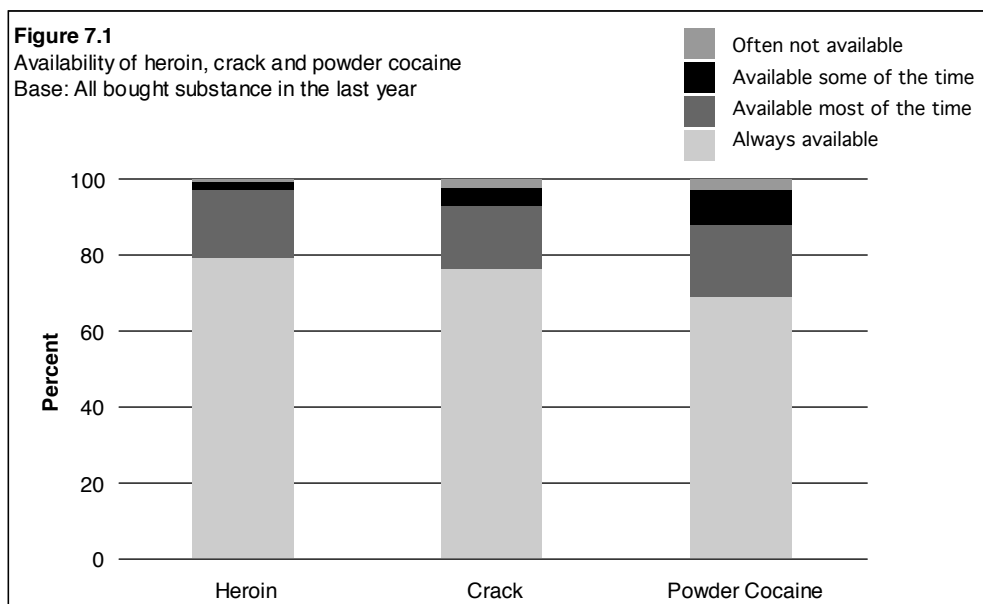 Figure 7.1
Availability of heroin, crack and powder cocaine
Base: All bought substance in the last year
Often not available
Available some of the time
Available most of the time
Always available
100
80
60
40
20
0
Percent
Heroin
Crack
Powder Cocaine